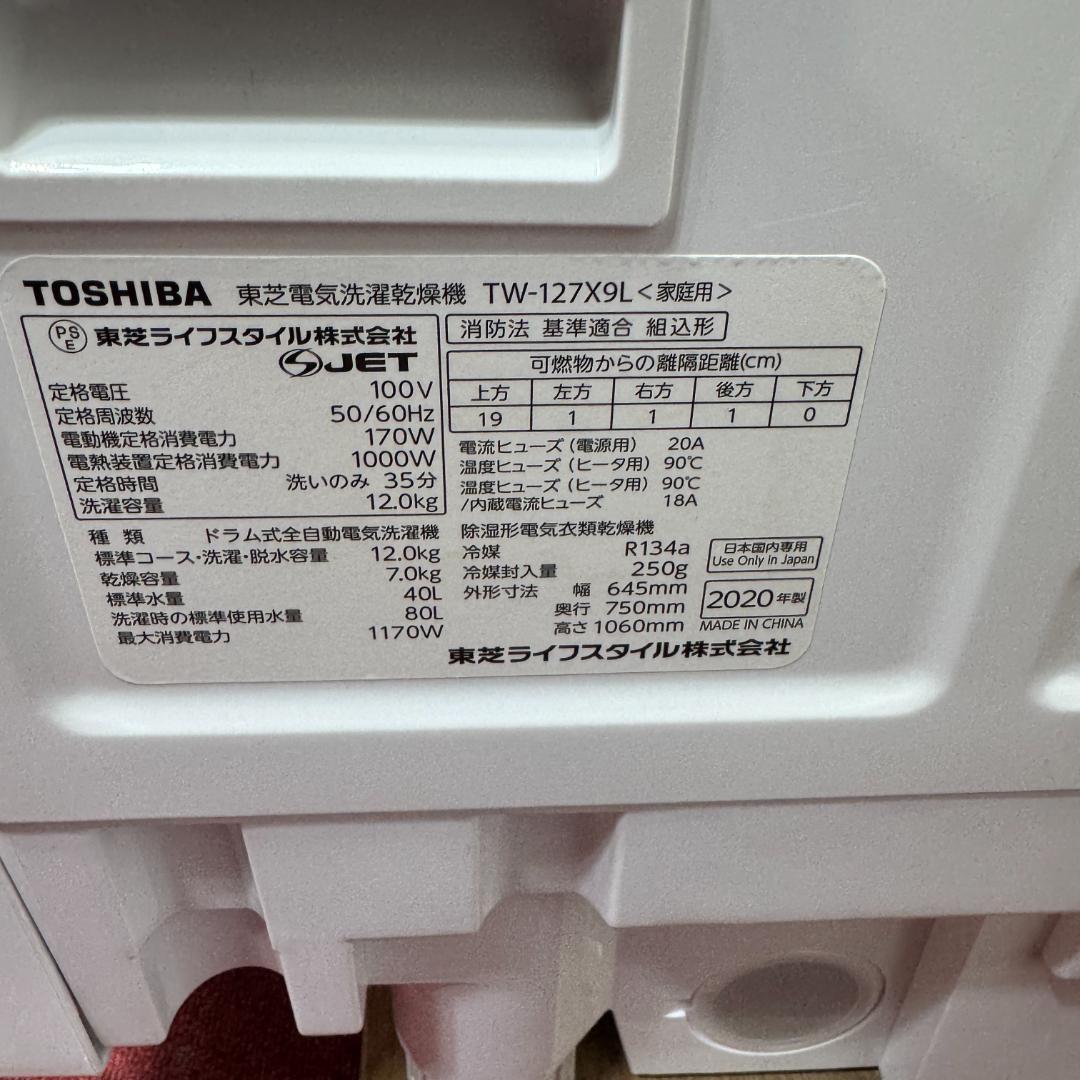 TOSHIBA 東芝電気洗濯乾燥機 TW-127X9L<家庭用>
PS E 東芝ライフスタイル株式会社
S JET
定格電圧 100V
定格周波数 50/60Hz
電動機定格消費電力 170W
電熱装置定格消費電力 1000W
定格時間 洗いのみ 35分
洗濯容量 12.0kg
種 類 ドラム式全自動電気洗濯機
標準コース・洗濯・脱水容量 12.0kg
乾燥容量 7.0kg
標準水量 40L
洗濯時の標準使用水量 80L
最大消費電力 1170W
消防法 基準適合 組込形
可燃物からの離隔距離(cm)
上方 左方 右方 後方 下方
19 1 1 1 0
電流ヒューズ(電源用) 20A
温度ヒューズ(ヒータ用) 90℃
温度ヒューズ(ヒータ用) 90℃
/内蔵電流ヒューズ 18A
除湿形電気衣類乾燥機
冷媒 R134a
冷媒封入量 250g
外形寸法 幅 645mm
奥行 750mm
高さ 1060mm
日本国内専用
Use Only in Japan
2020年製
MADE IN CHINA
東芝ライフスタイル株式会社